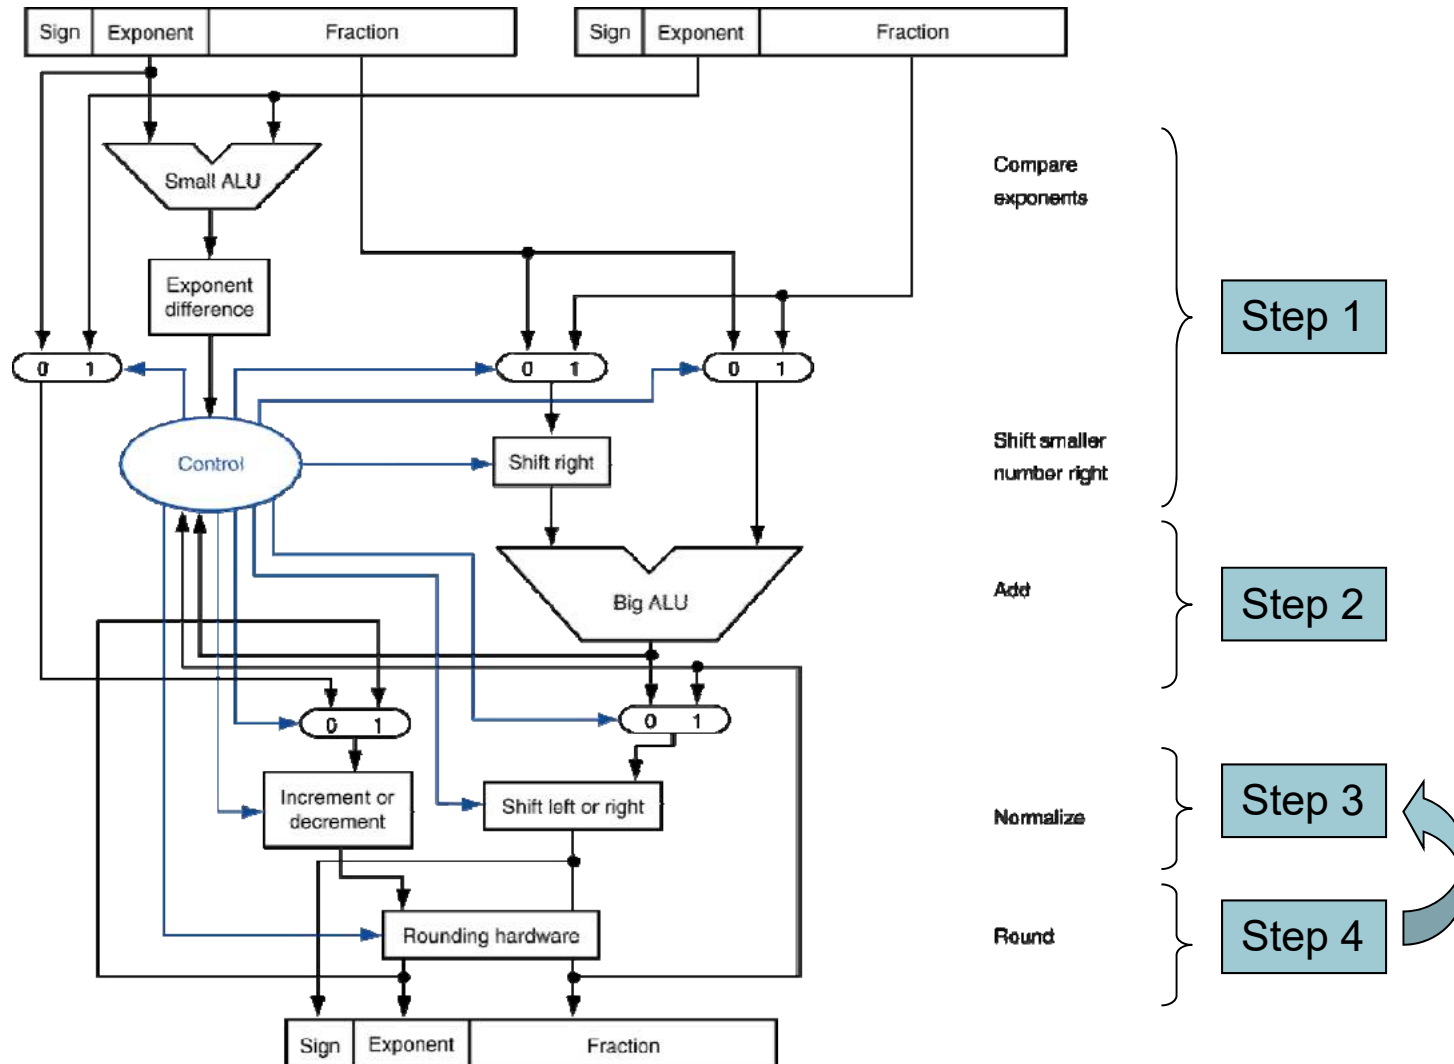 Sign Exponent Fraction
Sign Exponent Fraction
Small ALU
Compare
exponents
Exponent
difference
Step 1
0 1
0 1
0 1
Control
Shift right
Shift smaller
number right
Big ALU
Add
Step 2
0 1
0 1
Increment or
decrement
Shift left or right
Normalize
Step 3
Rounding hardware
Round
Step 4
Sign Exponent Fraction